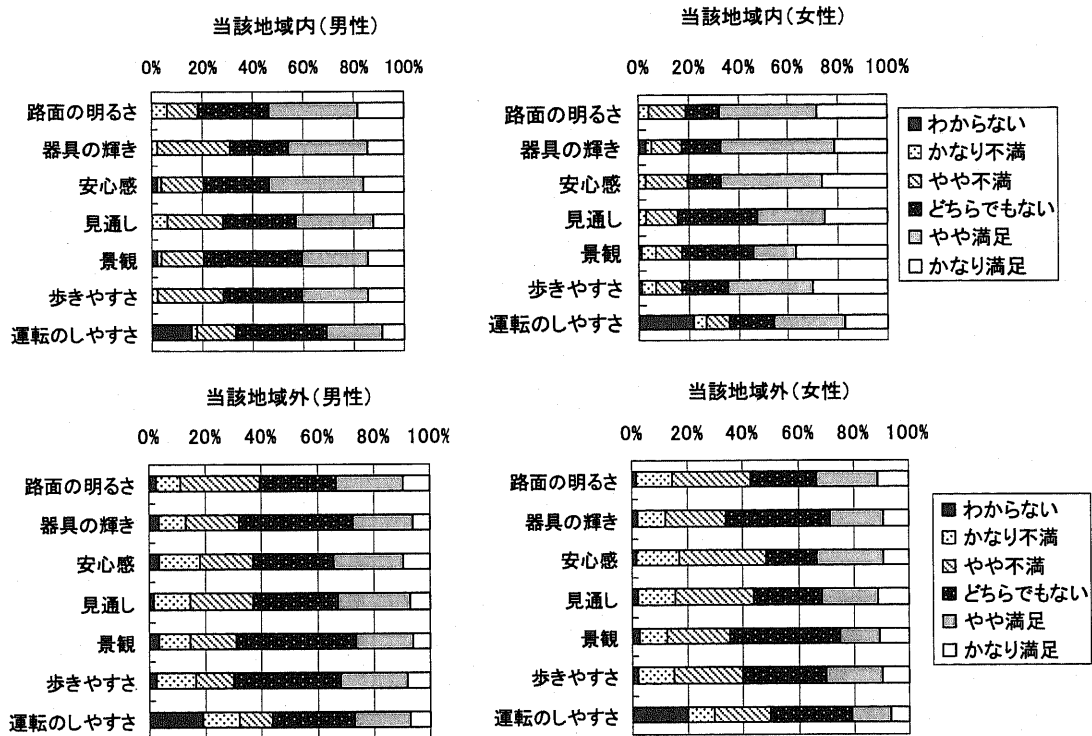 当該地域内(男性)
0% 20% 40% 60% 80% 100%
路面の明るさ
器具の輝き
安心感
見通し
景観
歩きやすさ
運転のしやすさ
当該地域内(女性)
0% 20% 40% 60% 80% 100%
路面の明るさ
器具の輝き
安心感
見通し
景観
歩きやすさ
運転のしやすさ
わからない
かなり不満
やや不満
どちらでもない
やや満足
かなり満足
当該地域外(男性)
0% 20% 40% 60% 80% 100%
路面の明るさ
器具の輝き
安心感
見通し
景観
歩きやすさ
運転のしやすさ
当該地域外(女性)
0% 20% 40% 60% 80% 100%
路面の明るさ
器具の輝き
安心感
見通し
景観
歩きやすさ
運転のしやすさ
わからない
かなり不満
やや不満
どちらでもない
やや満足
かなり満足